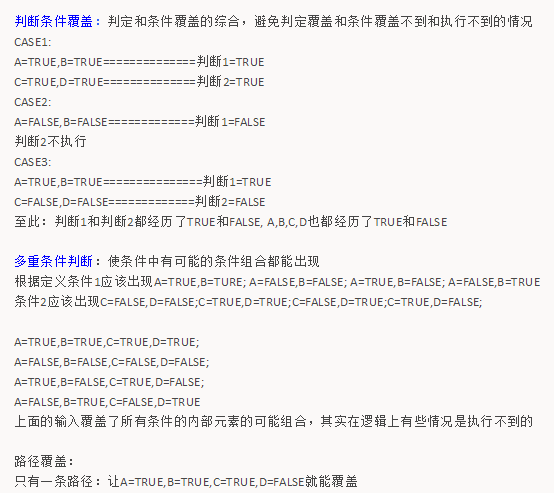 判断条件覆盖：判定和条件覆盖的综合，避免判定覆盖和条件覆盖不到和执行不到的情况
CASE1:
A=TRUE,B=TRUE==============判断1=TRUE
C=TRUE,D=TRUE==============判断2=TRUE
CASE2:
A=FALSE,B=FALSE=============判断1=FALSE
判断2不执行
CASE3:
A=TRUE,B=TRUE===============判断1=TRUE
C=FALSE,D=FALSE=============判断2=FALSE
至此：判断1和判断2都经历了TRUE和FALSE, A,B,C,D也都经历了TRUE和FALSE
多重条件判断：使条件中有可能的条件组合都能出现
根据定义条件1应该出现A=TRUE,B=TURE; A=FALSE,B=FALSE; A=TRUE,B=FALSE; A=FALSE,B=TRUE
条件2应该出现C=FALSE,D=FALSE;C=TRUE,D=TRUE;C=FALSE,D=TRUE;C=TRUE,D=FALSE;
A=TRUE,B=TRUE,C=TRUE,D=TRUE;
A=FALSE,B=FALSE,C=FALSE,D=FALSE;
A=TRUE,B=FALSE,C=TRUE,D=FALSE;
A=FALSE,B=TRUE,C=FALSE,D=TRUE
上面的输入覆盖了所有条件的内部元素的可能组合，其实在逻辑上有些情况是执行不到的
路径覆盖：
只有一条路径：让A=TRUE,B=TRUE,C=TRUE,D=FALSE就能覆盖